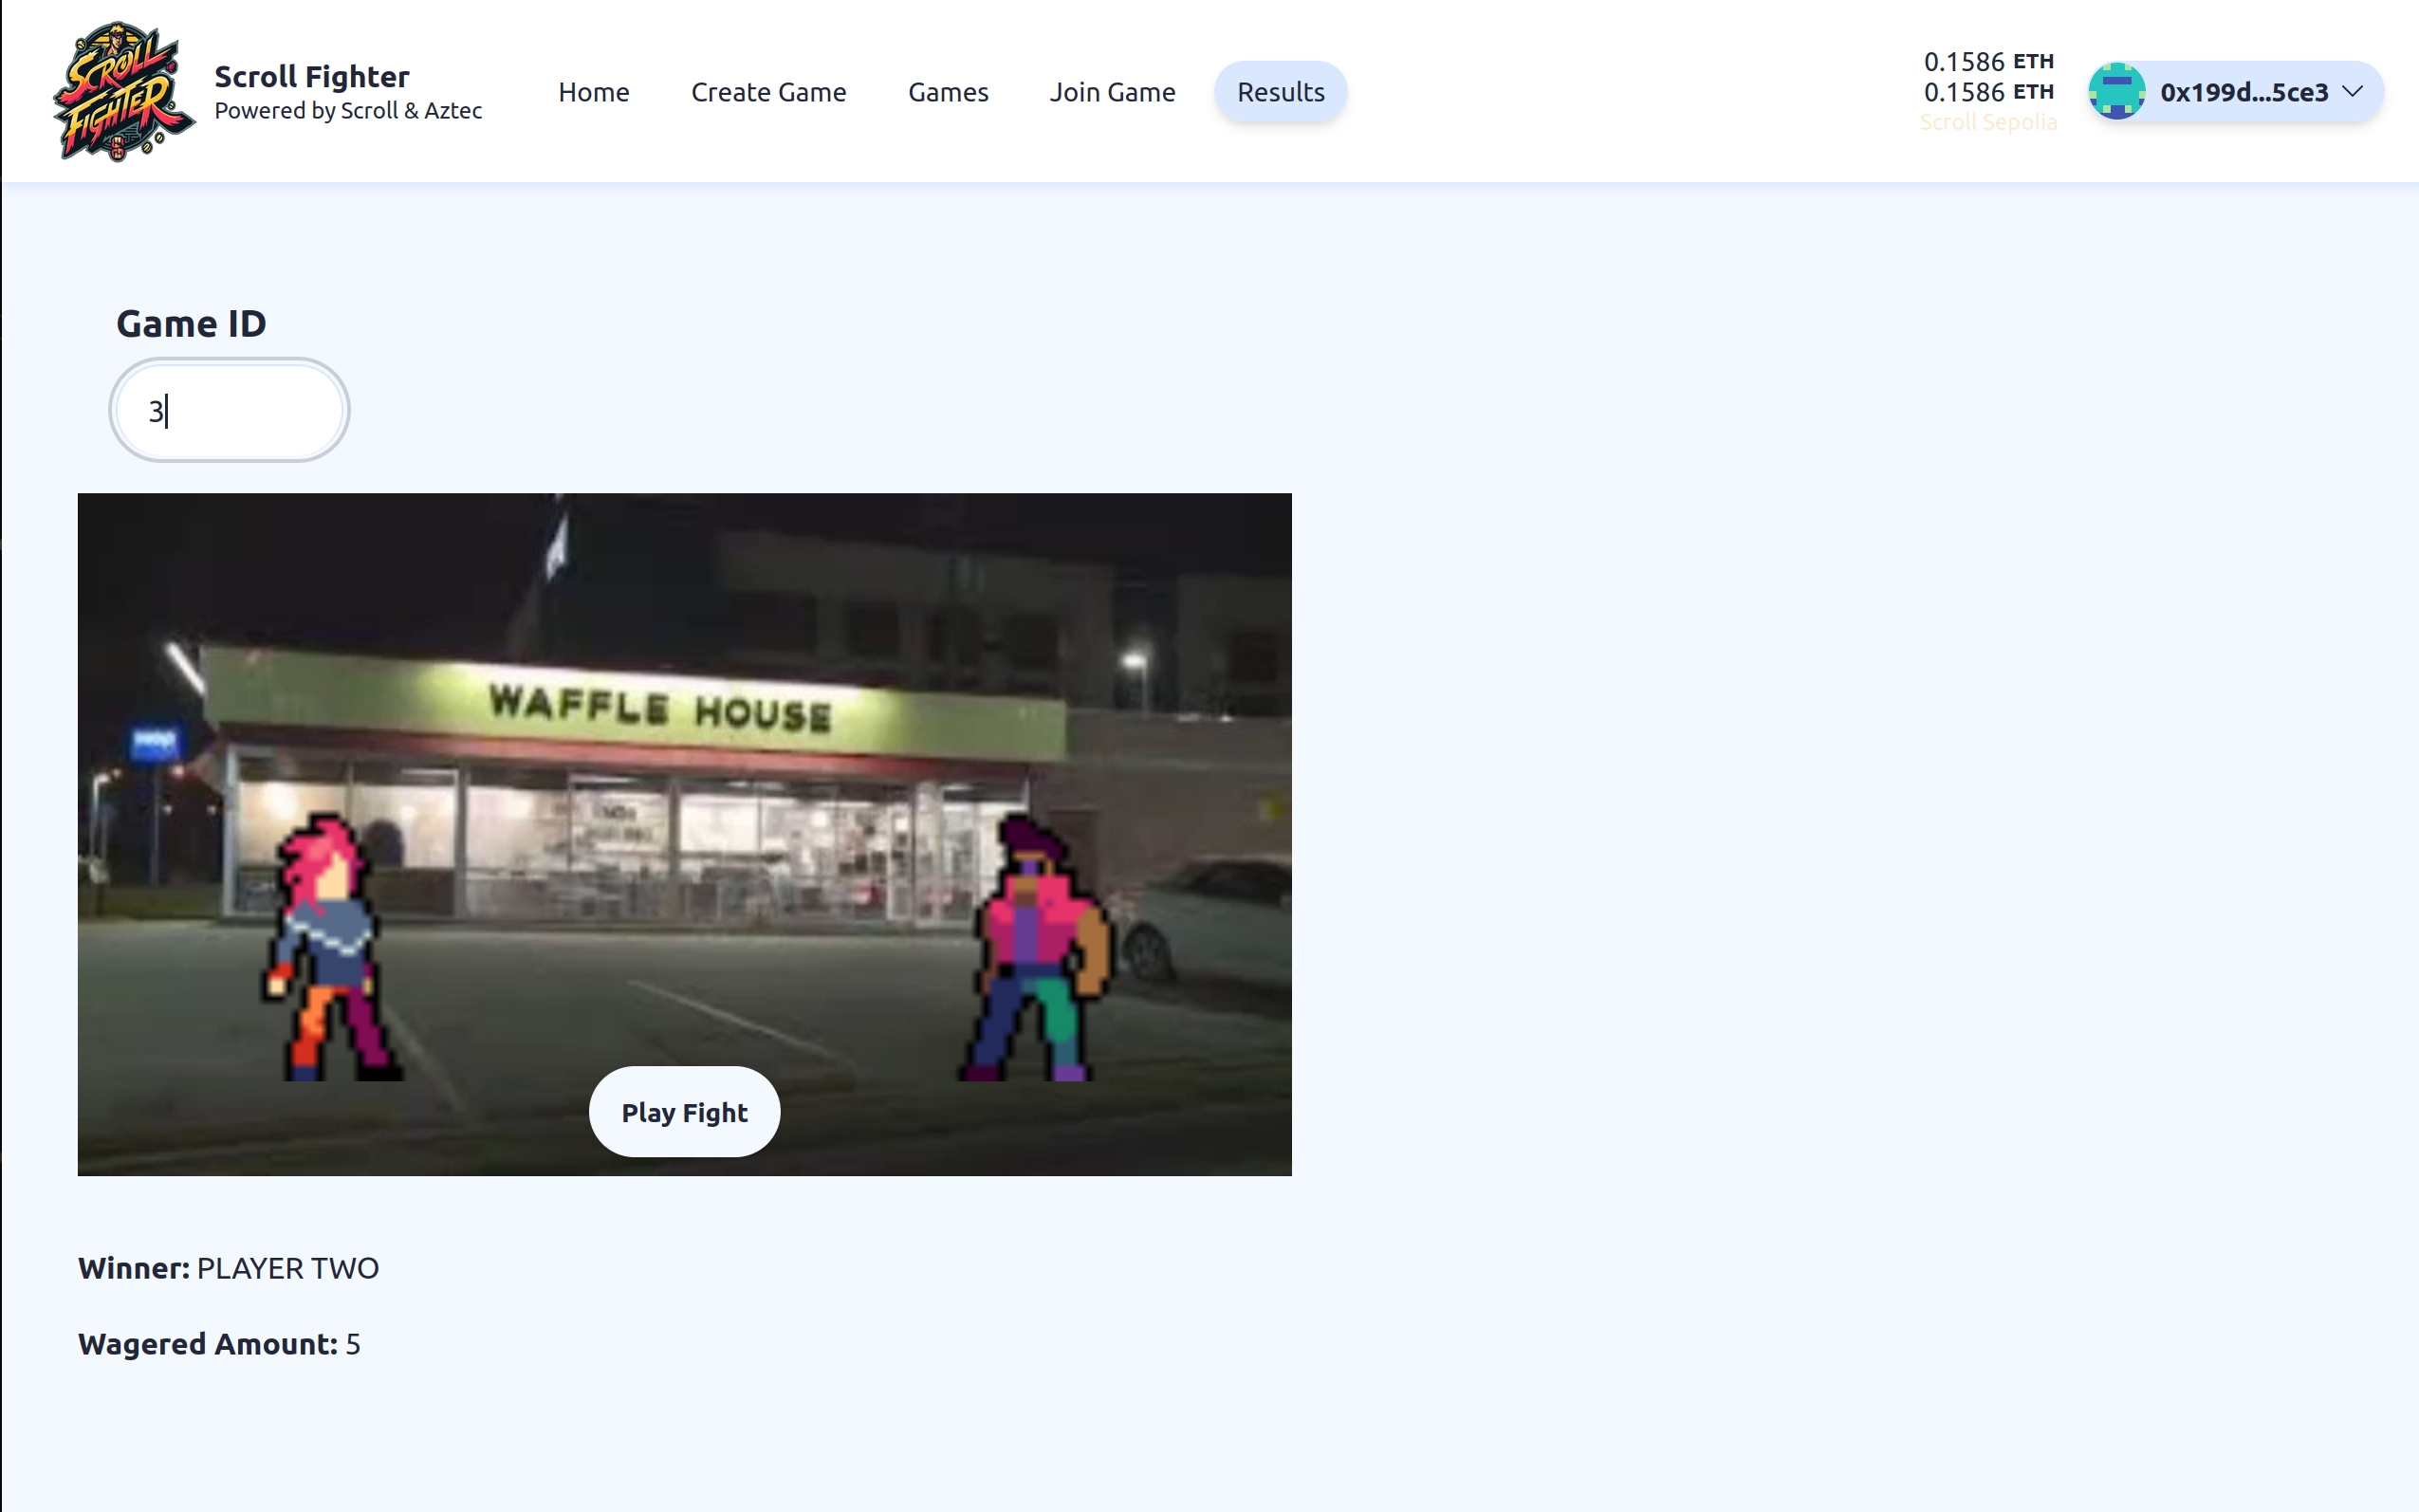 SCROLL
FIGHTER
Scroll Fighter
Powered by Scroll & Aztec
Home
Create Game
Games
Join Game
Results
0.1586 ETH
0.1586 ETH
Scroll Sepolia
0x199d...5ce3
Game ID
3
WAFFLE HOUSE
Play Fight
Winner: PLAYER TWO
Wagered Amount: 5